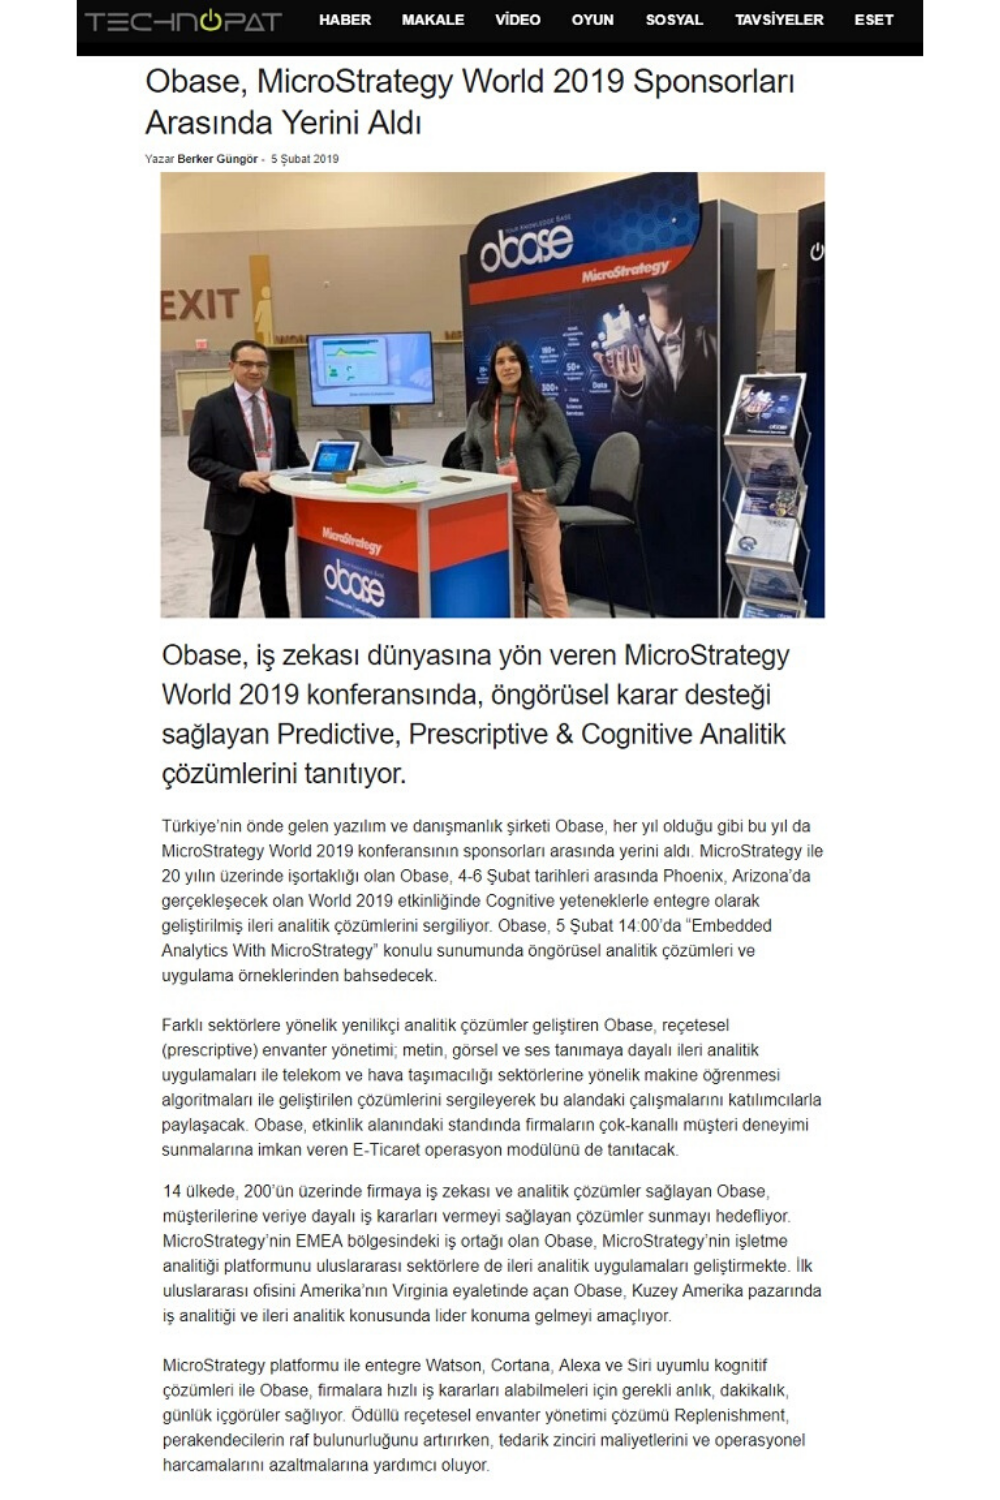 TECHNOPAT HABER MAKALE VİDEO OYUN SOSYAL TAVSİYELER ESET
Obase, MicroStrategy World 2019 Sponsorları
Arasında Yerini Aldı
Yazar Berker Güngör - 5 Şubat 2019
YOUR KNOWLEDGE BASE
obase
MicroStrategy
EXIT
50+
300+
Data
obase
MicroStrategy
obase
Obase, iş zekası dünyasına yön veren MicroStrategy
World 2019 konferansında, öngörüsel karar desteği
sağlayan Predictive, Prescriptive & Cognitive Analitik
çözümlerini tanıtıyor.
Türkiye'nin önde gelen yazılım ve danışmanlık şirketi Obase, her yıl olduğu gibi bu yıl da
MicroStrategy World 2019 konferansının sponsorları arasında yerini aldı. MicroStrategy ile
20 yılın üzerinde işortaklığı olan Obase, 4-6 Şubat tarihleri arasında Phoenix, Arizona'da
gerçekleşecek olan World 2019 etkinliğinde Cognitive yeteneklerle entegre olarak
geliştirilmiş ileri analitik çözümlerini sergiliyor. Obase, 5 Şubat 14:00'da "Embedded
Analytics With MicroStrategy" konulu sunumunda öngörüsel analitik çözümleri ve
uygulama örneklerinden bahsedecek.
Farklı sektörlere yönelik yenilikçi analitik çözümler geliştiren Obase, reçetesel
(prescriptive) envanter yönetimi; metin, görsel ve ses tanımaya dayalı ileri analitik
uygulamaları ile telekom ve hava taşımacılığı sektörlerine yönelik makine öğrenmesi
algoritmaları ile geliştirilen çözümlerini sergileyerek bu alandaki çalışmalarını katılımcılarla
paylaşacak. Obase, etkinlik alanındaki standında firmaların çok-kanallı müşteri deneyimi
sunmalarına imkan veren E-Ticaret operasyon modülünü de tanıtacak.
14 ülkede, 200'ün üzerinde firmaya iş zekası ve analitik çözümler sağlayan Obase,
müşterilerine veriye dayalı iş kararları vermeyi sağlayan çözümler sunmayı hedefliyor.
MicroStrategy'nin EMEA bölgesindeki iş ortağı olan Obase, MicroStrategy'nin işletme
analitiği platformunu uluslararası sektörlere de ileri analitik uygulamaları geliştirmekte. İlk
uluslararası ofisini Amerika'nın Virginia eyaletinde açan Obase, Kuzey Amerika pazarında
iş analitiği ve ileri analitik konusunda lider konuma gelmeyi amaçlıyor.
MicroStrategy platformu ile entegre Watson, Cortana, Alexa ve Siri uyumlu kognitif
çözümleri ile Obase, firmalara hızlı iş kararları alabilmeleri için gerekli anlık, dakikalık,
günlük içgörüler sağlıyor. Ödüllü reçetesel envanter yönetimi çözümü Replenishment,
perakendecilerin raf bulunurluğunu artırırken, tedarik zinciri maliyetlerini ve operasyonel
harcamalarını azaltmalarına yardımcı oluyor.